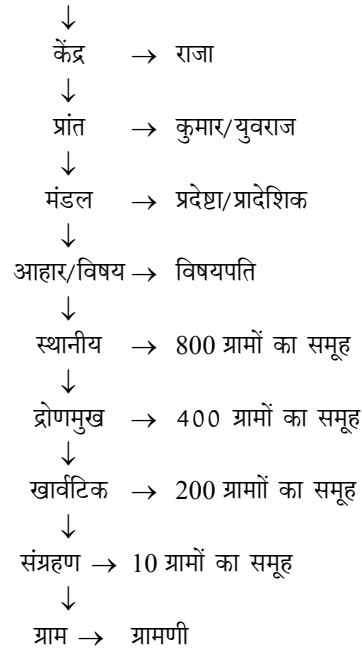 ↓
केंद्र → राजा
↓
प्रांत → कुमार/युवराज
↓
मंडल → प्रदेष्टा/प्रादेशिक
↓
आहार/विषय → विषयपति
↓
स्थानीय → 800 ग्रामों का समूह
↓
द्रोणमुख → 400 ग्रामों का समूह
↓
खार्वटिक → 200 ग्रामाों का समूह
↓
संग्रहण → 10 ग्रामों का समूह
↓
ग्राम → ग्रामणी